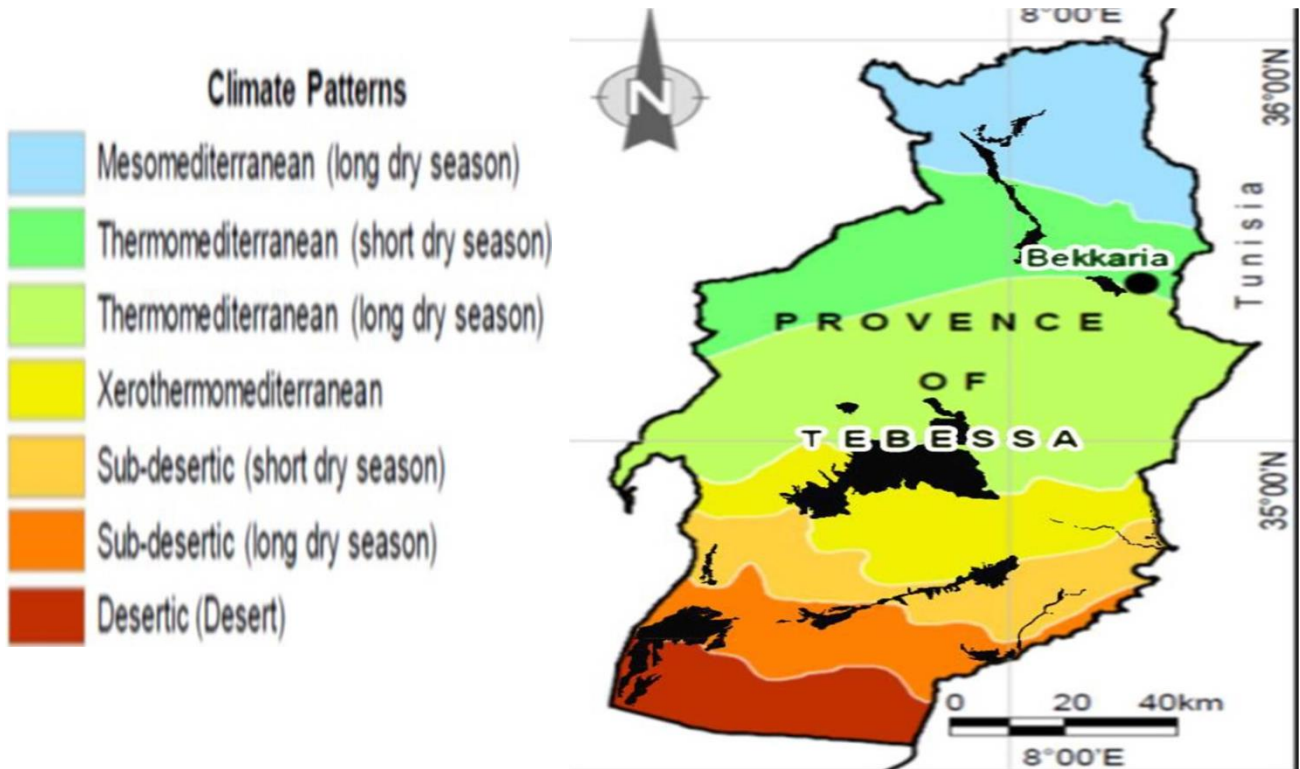 Climate Patterns
Mesomediterranean (long dry season)
Thermomediterranean (short dry season)
Thermomediterranean (long dry season)
Xerothermomediterranean
Sub-desertic (short dry season)
Sub-desertic (long dry season)
Desertic (Desert)
8°00'E
N
36°00'N
Tunisia
Bekkaria
PROVENCE
OF
TEBESSA
35°00'N
0 20 40km
8°00'E